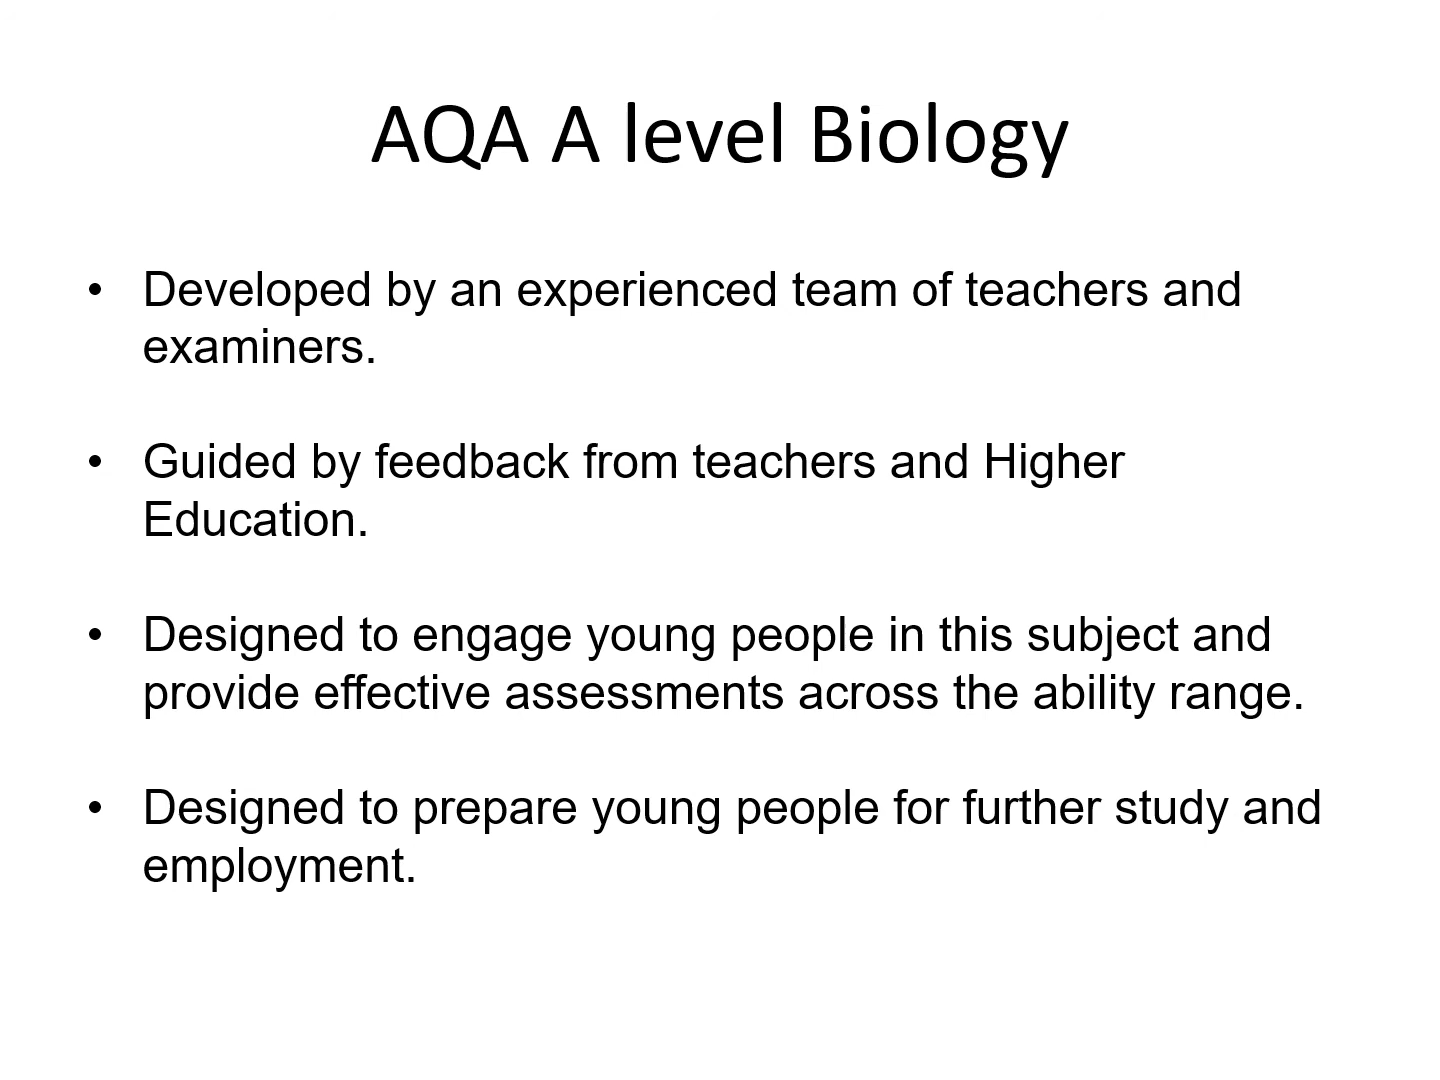 AQA A level Biology
• Developed by an experienced team of teachers and
examiners.
• Guided by feedback from teachers and Higher
Education.
• Designed to engage young people in this subject and
provide effective assessments across the ability range.
• Designed to prepare young people for further study and
employment.